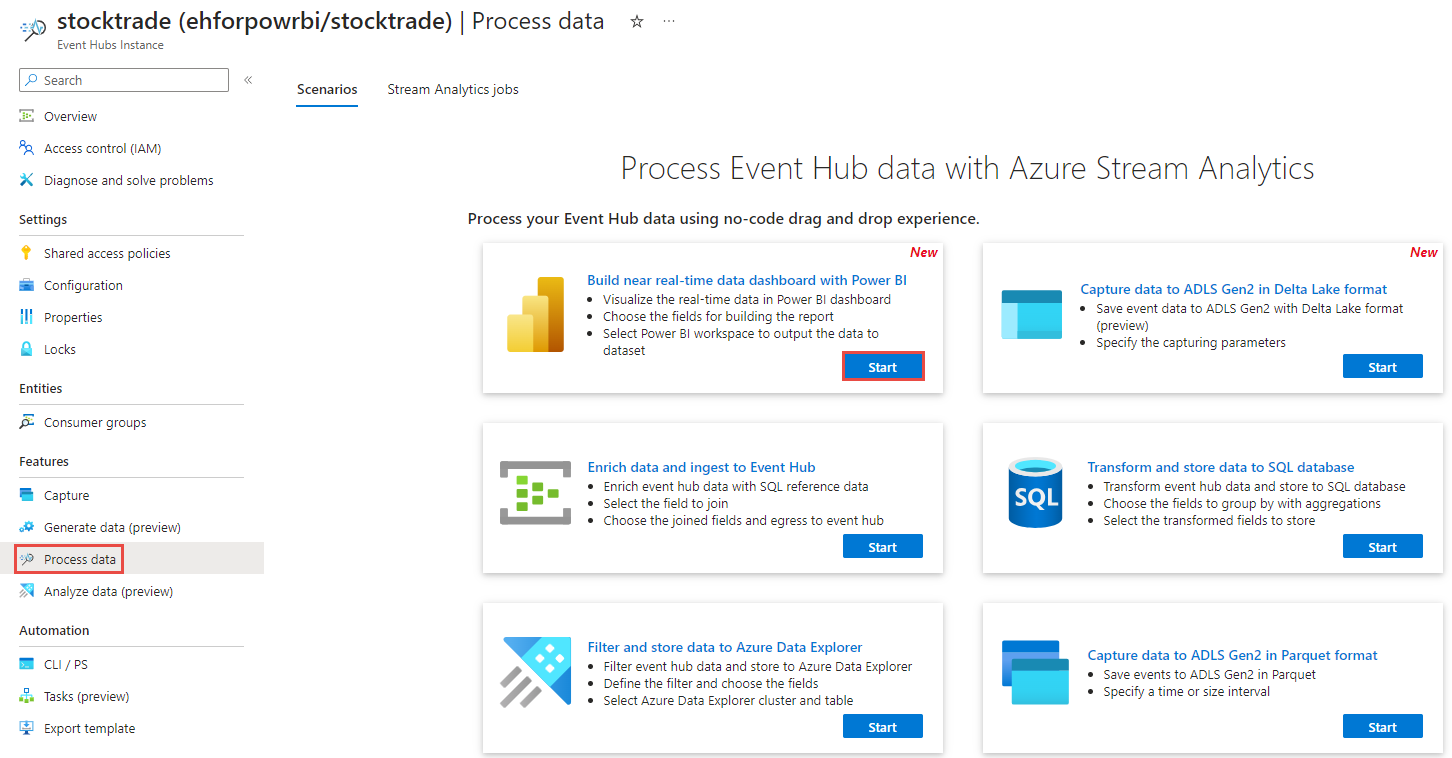 stocktrade (ehforpowrbi/stocktrade) | Process data ☆ ···
Event Hubs Instance
Search
«
Overview
Access control (IAM)
Diagnose and solve problems
Settings
Shared access policies
Configuration
Properties
Locks
Entities
Consumer groups
Features
Capture
Generate data (preview)
Process data
Analyze data (preview)
Automation
CLI / PS
Tasks (preview)
Export template
Scenarios
Stream Analytics jobs
Process Event Hub data with Azure Stream Analytics
Process your Event Hub data using no-code drag and drop experience.
New
Build near real-time data dashboard with Power BI
• Visualize the real-time data in Power BI dashboard
• Choose the fields for building the report
• Select Power BI workspace to output the data to
dataset
Start
New
Capture data to ADLS Gen2 in Delta Lake format
• Save event data to ADLS Gen2 with Delta Lake format
(preview)
• Specify the capturing parameters
Start
Enrich data and ingest to Event Hub
• Enrich event hub data with SQL reference data
• Select the field to join
• Choose the joined fields and egress to event hub
Start
SQL
Transform and store data to SQL database
• Transform event hub data and store to SQL database
• Choose the fields to group by with aggregations
• Select the transformed fields to store
Start
Filter and store data to Azure Data Explorer
• Filter event hub data and store to Azure Data Explorer
• Define the filter and choose the fields
• Select Azure Data Explorer cluster and table
Start
Capture data to ADLS Gen2 in Parquet format
• Save events to ADLS Gen2 in Parquet
• Specify a time or size interval
Start